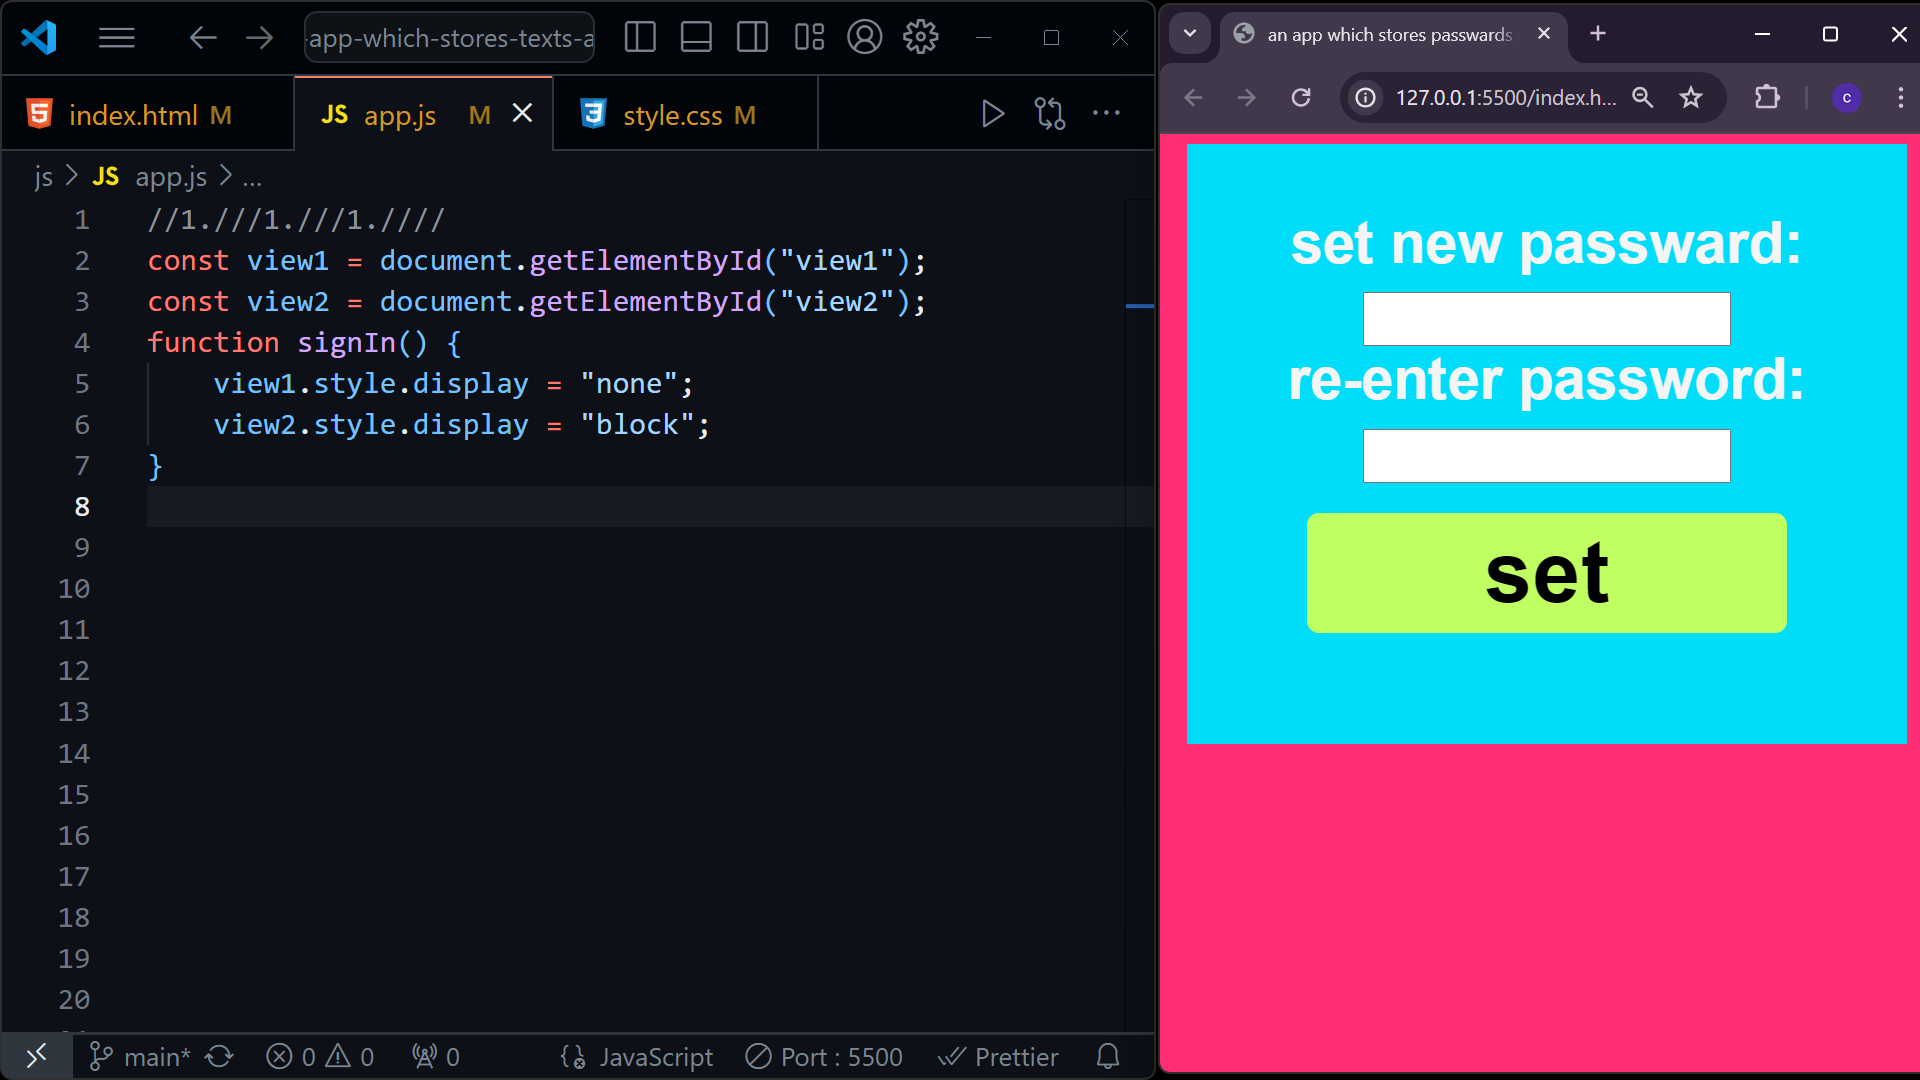 -app-which-stores-texts-a
index.html M
JS app.js M
style.css M
js > JS app.js > ...
1 //1.///1.///1.////
2 const view1 = document.getElementById("view1");
3 const view2 = document.getElementById("view2");
4 function signIn() {
5 view1.style.display = "none";
6 view2.style.display = "block";
7 }
8
9
10
11
12
13
14
15
16
17
18
19
20
main* 0 0 0 JavaScript Port : 5500 Prettier
an app which stores passwards
127.0.0.1:5500/index.h...
c
set new passward:
re-enter password:
set